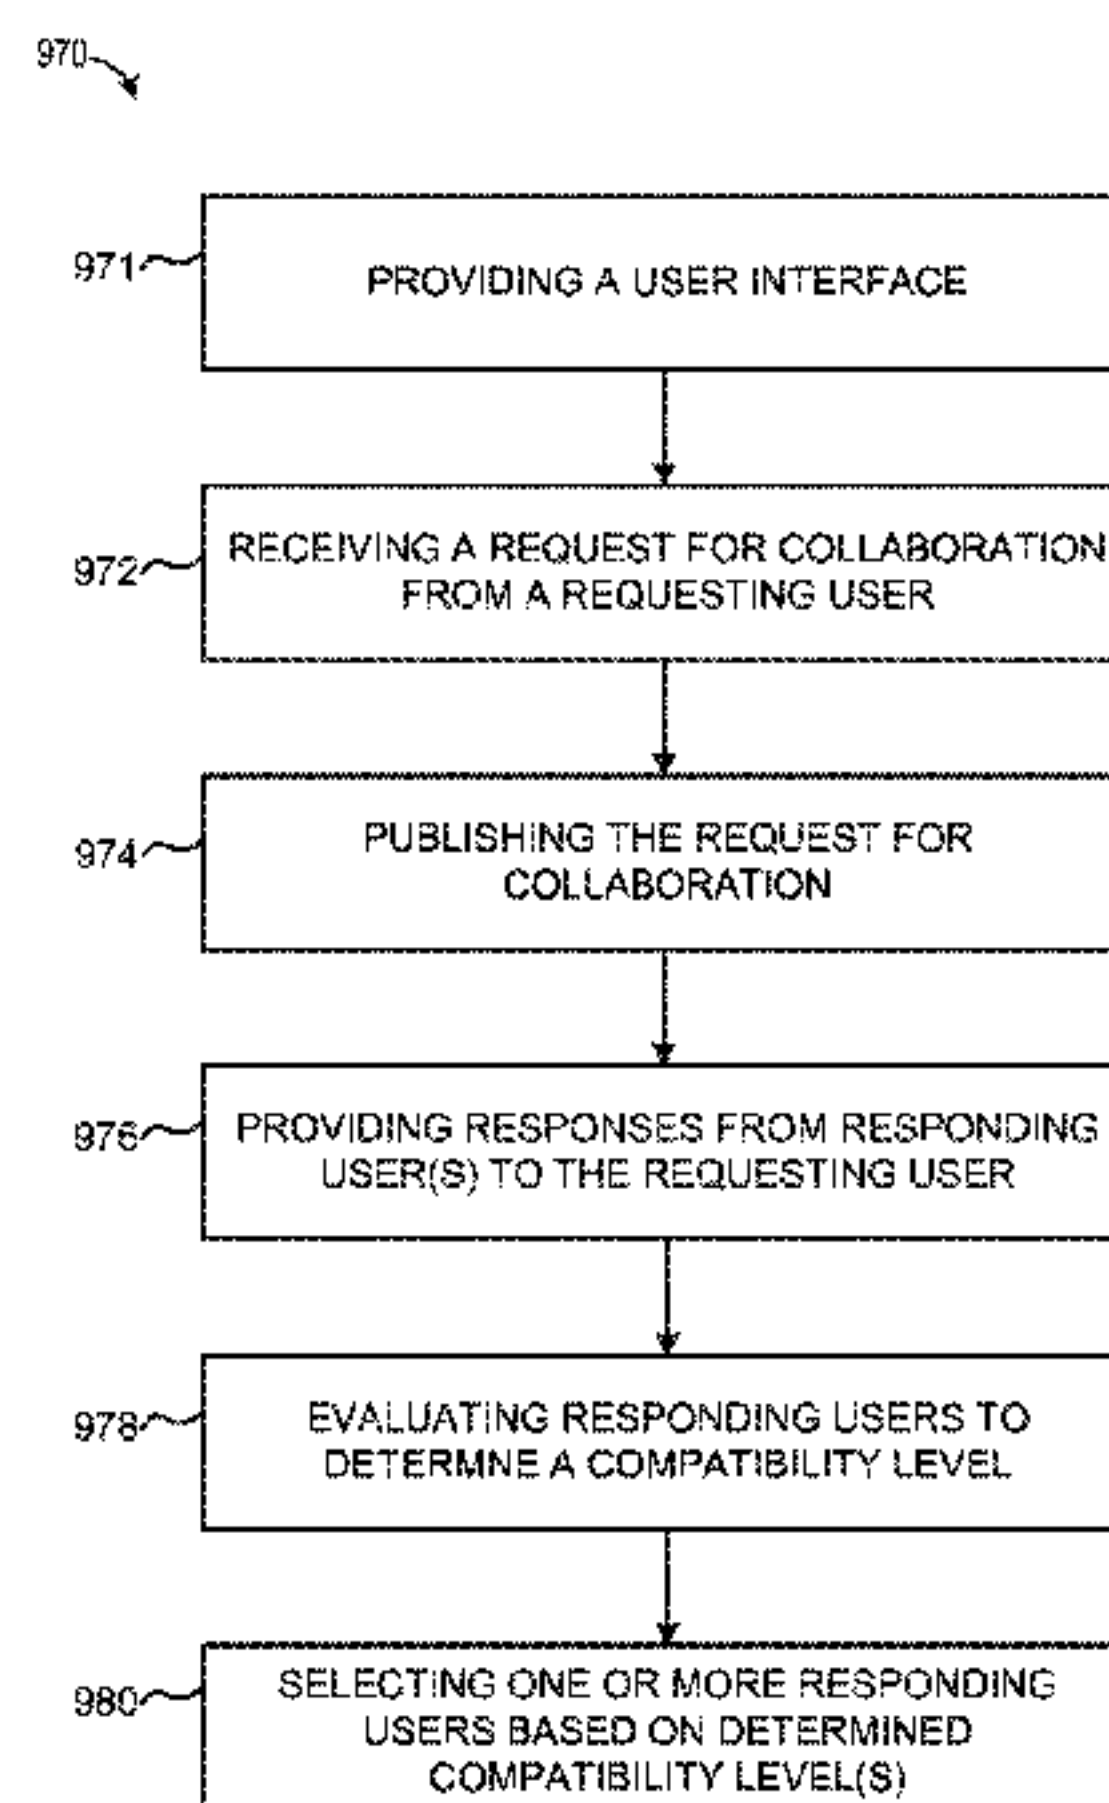 970
971
PROVIDING A USER INTERFACE
972
RECEIVING A REQUEST FOR COLLABORATION
FROM A REQUESTING USER
974
PUBLISHING THE REQUEST FOR
COLLABORATION
976
PROVIDING RESPONSES FROM RESPONDING
USER(S) TO THE REQUESTING USER
978
EVALUATING RESPONDING USERS TO
DETERMNE A COMPATIBILITY LEVEL
980
SELECTING ONE OR MORE RESPONDING
USERS BASED ON DETERMINED
COMPATIBILITY LEVEL(S)